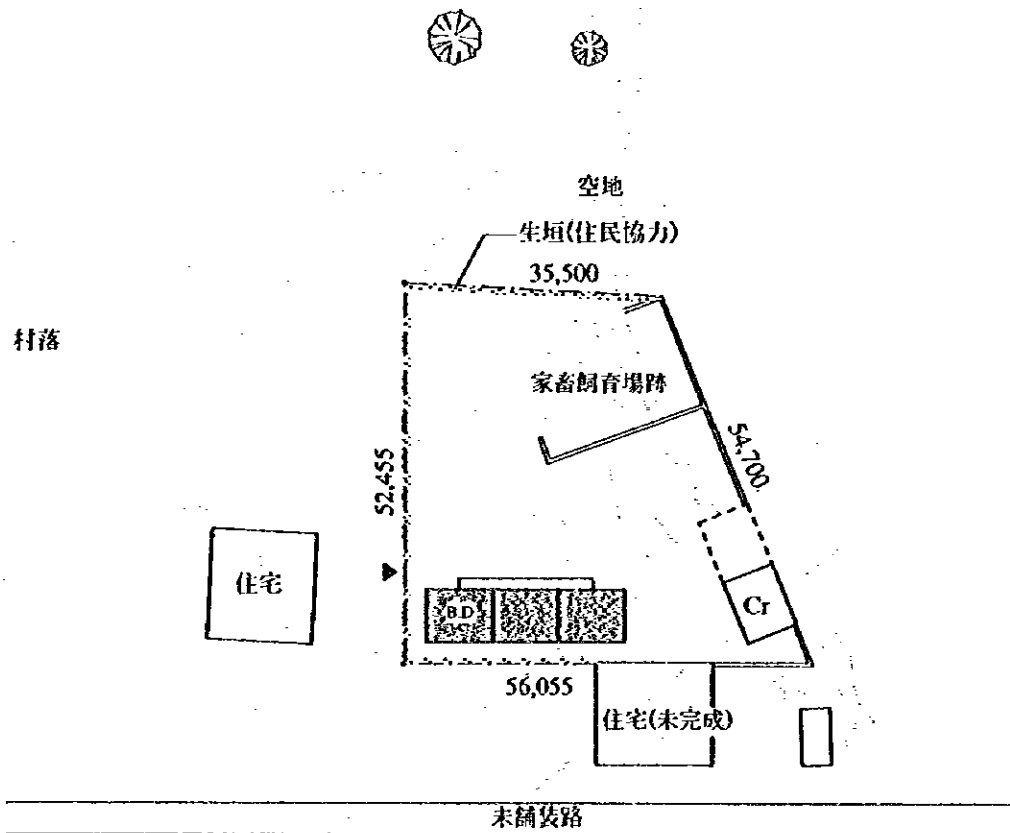 空地
生垣(住民協力)
35,500
村落
家畜飼育場跡
54,700
52,455
住宅
BD
Cr
56,055
住宅(未完成)
未舗装路